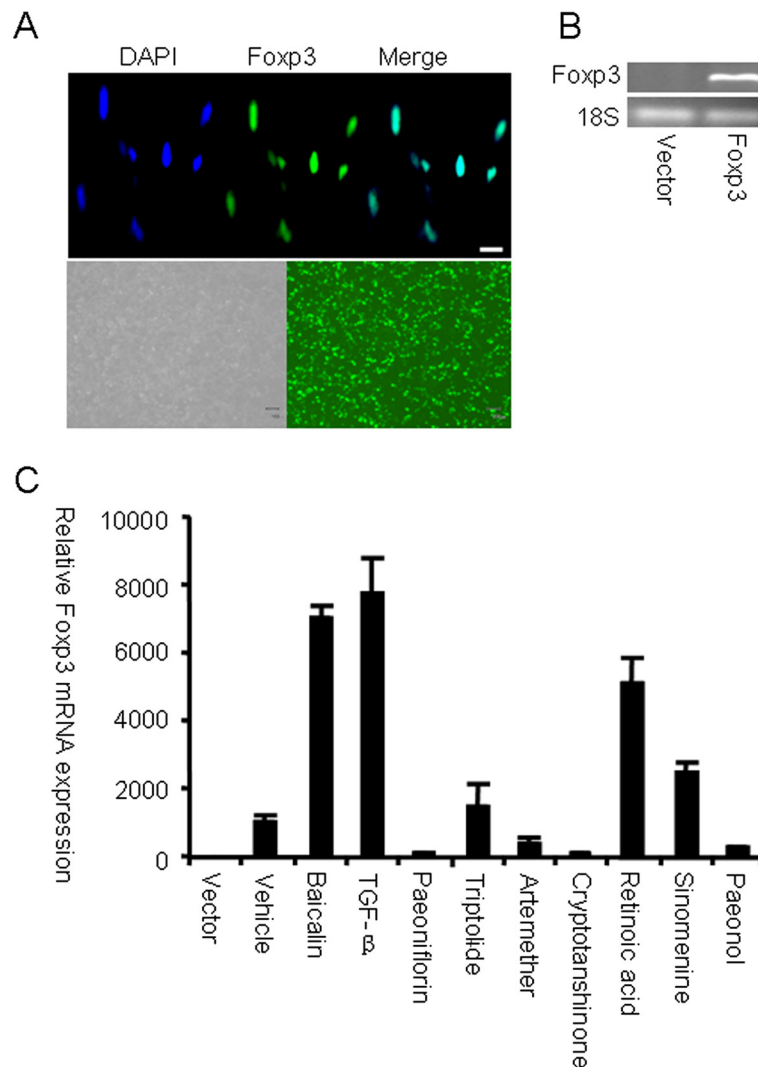 A
DAPI Foxp3 Merge
B
Foxp3
18S
Vector
Foxp3
C
Relative Foxp3 mRNA expression
10000
8000
6000
4000
2000
0
Vector
Vehicle
Baicalin
TGF-β
Paeoniflorin
Triptolide
Artemether
Cryptotanshinone
Retinoic acid
Sinomenine
Paeonol